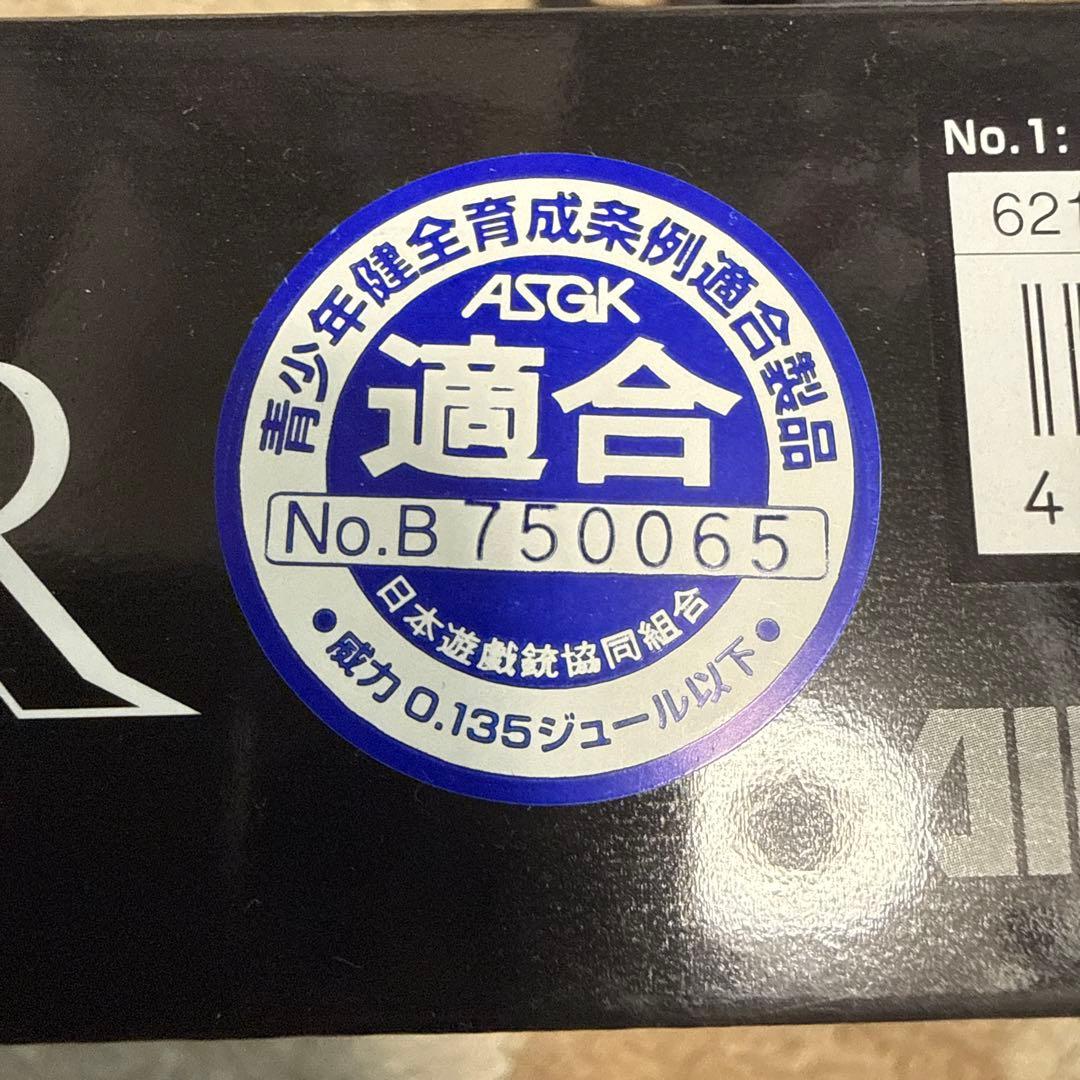 青少年健全育成条例適合製品
ASGK
適合
No.B 750065
日本遊戯銃協同組合
●威力0.135ジュール以下●
R
No.1:
621
4